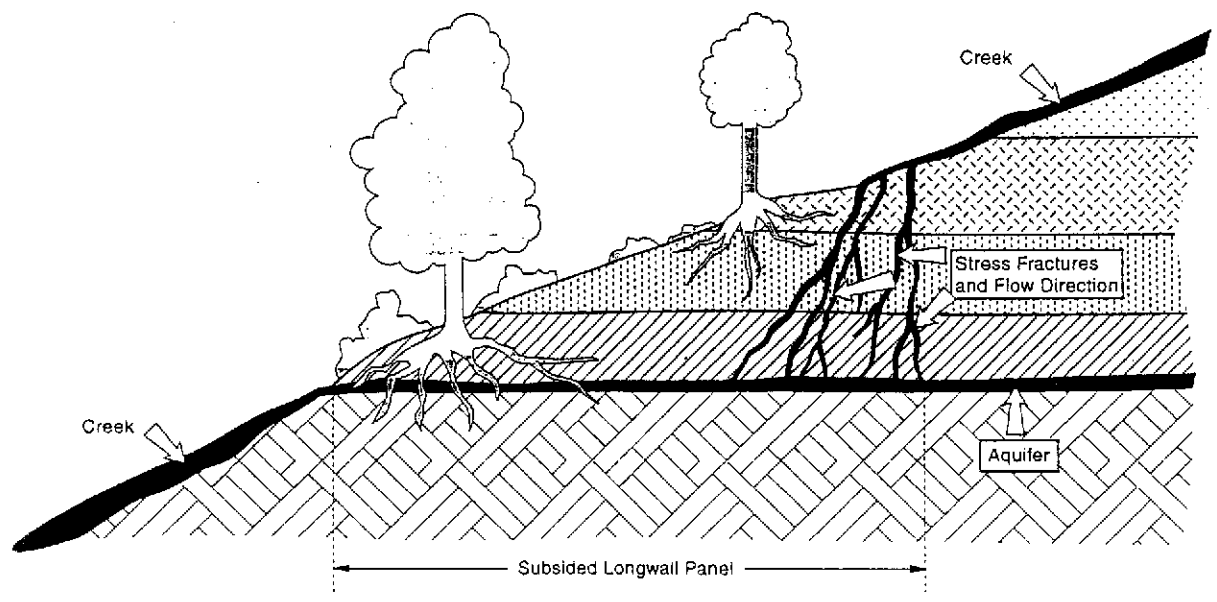 Creek
Stress Fractures
and Flow Direction
Creek
Aquifer
Subsided Longwall Panel